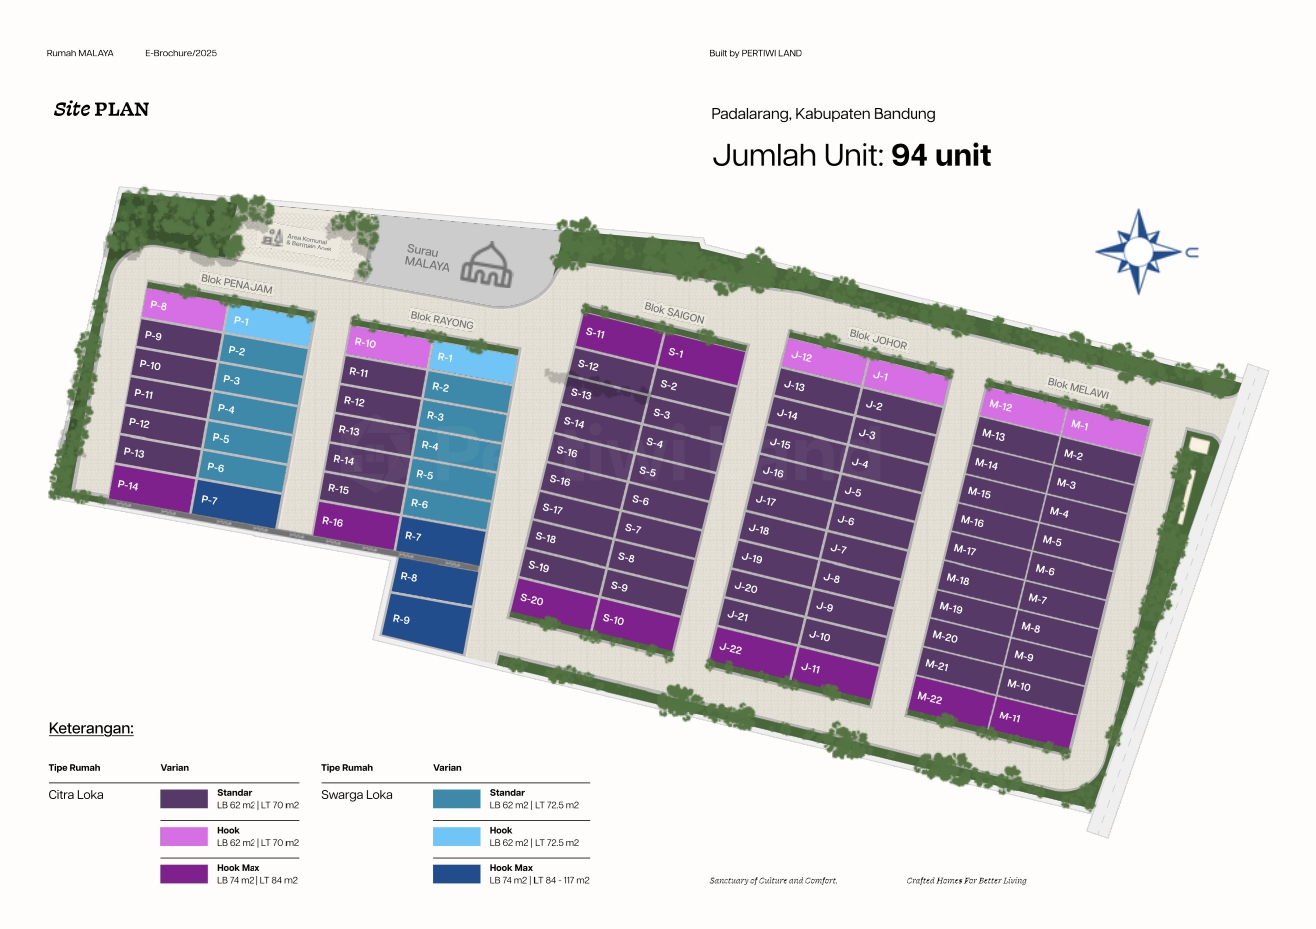 Rumah MALAYA E-Brochure/2025 Built by PERTIWI LAND
Site PLAN
Padalarang, Kabupaten Bandung
Jumlah Unit: 94 unit
Area Komunal
& Bermain Anak
Surau
MALAYA
U
Blok PENAJAM
P-8 P-1
P-9 P-2
P-10 P-3
P-11 P-4
P-12 P-5
P-13 P-6
P-14 P-7
Blok RAYONG
R-10 R-1
R-11 R-2
R-12 R-3
R-13 R-4
R-14 R-5
R-15 R-6
R-16 R-7
R-8
R-9
Blok SAIGON
S-11 S-1
S-12 S-2
S-13 S-3
S-14 S-4
S-16 S-5
S-16 S-6
S-17 S-7
S-18 S-8
S-19 S-9
S-20 S-10
Blok JOHOR
J-12 J-1
J-13 J-2
J-14 J-3
J-15 J-4
J-16 J-5
J-17 J-6
J-18 J-7
J-19 J-8
J-20 J-9
J-21 J-10
J-22 J-11
Blok MELAWI
M-12 M-1
M-13 M-2
M-14 M-3
M-15 M-4
M-16 M-5
M-17 M-6
M-18 M-7
M-19 M-8
M-20 M-9
M-21 M-10
M-22 M-11
Pertiwi Land
Keterangan:
Tipe Rumah Varian
Citra Loka
Standar
LB 62 m2 | LT 70 m2
Hook
LB 62 m2 | LT 70 m2
Hook Max
LB 74 m2 | LT 84 m2
Tipe Rumah Varian
Swarga Loka
Standar
LB 62 m2 | LT 72.5 m2
Hook
LB 62 m2 | LT 72.5 m2
Hook Max
LB 74 m2 | LT 84 - 117 m2
Sanctuary of Culture and Comfort. Crafted Homes For Better Living